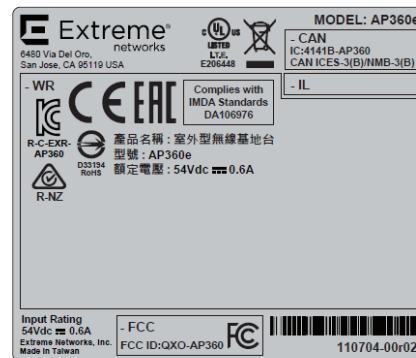 Extreme®
networks
6480 Via Del Oro,
San Jose, CA 95119 USA
c UL us
LISTED
I.T.E.
E206448
MODEL: AP360e
- CAN
IC:4141B-AP360
CAN ICES-3(B)/NMB-3(B)
- IL
- WR
R-C-EXR-
AP360
R-NZ
CE EAC
D33194
RoHS
Complies with
IMDA Standards
DA106976
產品名稱 : 室外型無線基地台
型號 : AP360e
額定電壓 : 54Vdc 0.6A
Input Rating
54Vdc 0.6A
Extreme Networks, Inc.
Made In Taiwan
- FCC
FCC ID:QXO-AP360
FC
110704-00r02